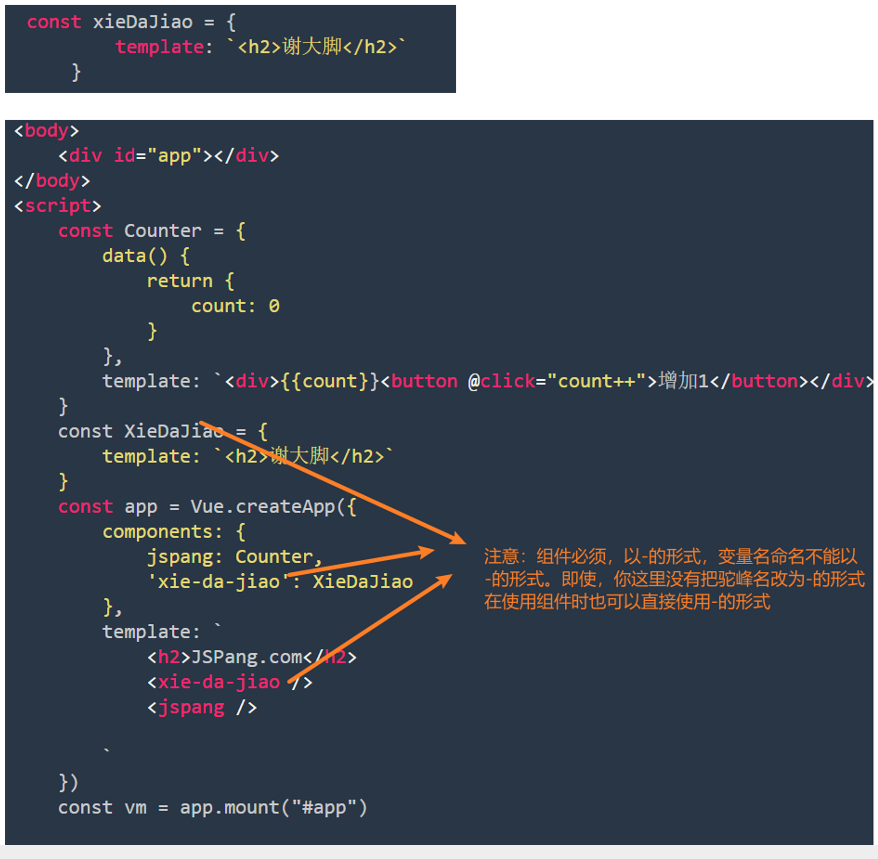 const xieDaJiao = {
        template: `<h2>谢大脚</h2>`
    }
<body>
    <div id="app"></div>
</body>
<script>
    const Counter = {
        data() {
            return {
                count: 0
            }
        },
        template: `<div>{{count}}<button @click="count++">增加1</button></div>
    }
    const XieDaJiao = {
        template: `<h2>谢大脚</h2>`
    }
    const app = Vue.createApp({
        components: {
            jspang: Counter,
            'xie-da-jiao': XieDaJiao
        },
        template: `
            <h2>JSPang.com</h2>
            <xie-da-jiao />
            <jspang />
        `
    })
    const vm = app.mount("#app")
注意：组件必须，以-的形式，变量名命名不能以
-的形式。即使，你这里没有把驼峰名改为-的形式
在使用组件时也可以直接使用-的形式